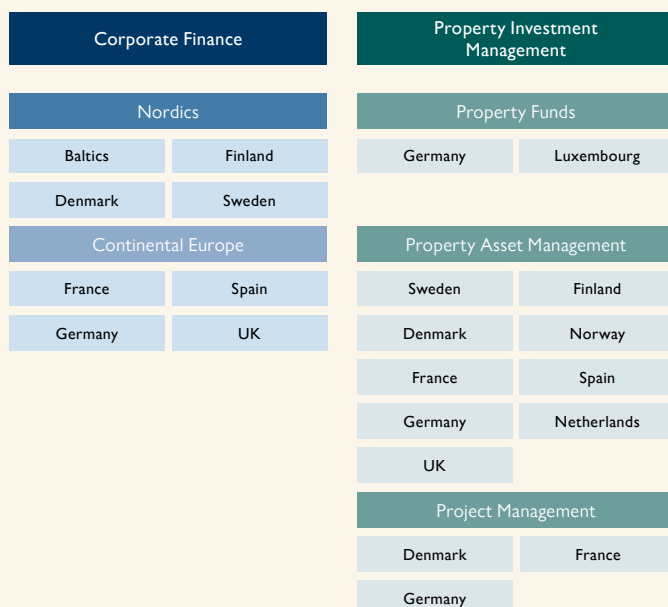 Corporate Finance
Nordics
Baltics
Finland
Denmark
Sweden
Continental Europe
France
Spain
Germany
UK
Property Investment
Management
Property Funds
Germany
Luxembourg
Property Asset Management
Sweden
Finland
Denmark
Norway
France
Spain
Germany
Netherlands
UK
Project Management
Denmark
France
Germany